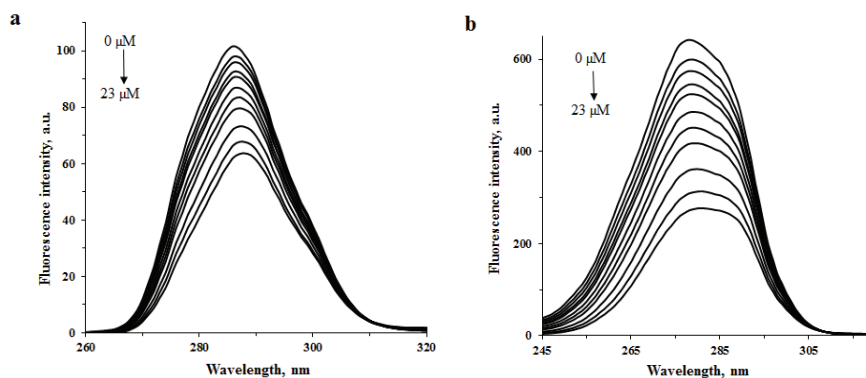 a
0 µM
23 µM
Fluorescence intensity, a.u.
100
80
60
40
20
0
260
280
300
320
Wavelength, nm
b
0 µM
23 µM
Fluorescence intensity, a.u.
600
400
200
0
245
265
285
305
Wavelength, nm